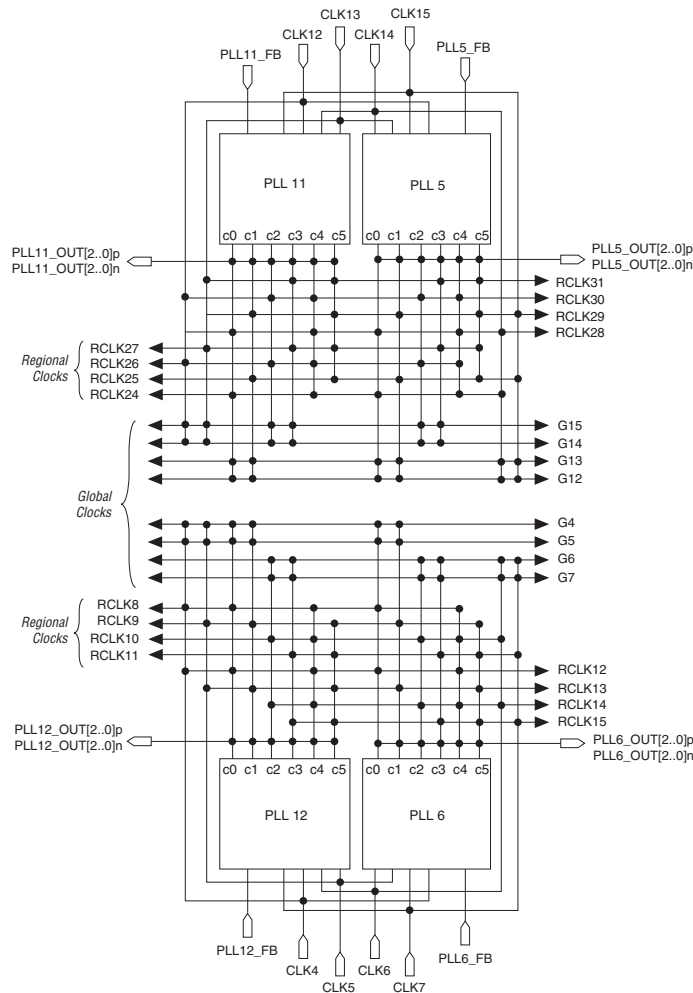 CLK13
CLK15
CLK12
CLK14
PLL11_FB
PLL5_FB
PLL 11
PLL 5
c0 c1 c2 c3 c4 c5
c0 c1 c2 c3 c4 c5
PLL11_OUT[2..0]p
PLL11_OUT[2..0]n
PLL5_OUT[2..0]p
PLL5_OUT[2..0]n
RCLK31
RCLK30
RCLK29
RCLK28
Regional
Clocks
RCLK27
RCLK26
RCLK25
RCLK24
G15
G14
G13
G12
Global
Clocks
G4
G5
G6
G7
Regional
Clocks
RCLK8
RCLK9
RCLK10
RCLK11
RCLK12
RCLK13
RCLK14
RCLK15
PLL12_OUT[2..0]p
PLL12_OUT[2..0]n
PLL6_OUT[2..0]p
PLL6_OUT[2..0]n
c0 c1 c2 c3 c4 c5
c0 c1 c2 c3 c4 c5
PLL 12
PLL 6
PLL12_FB
PLL6_FB
CLK4
CLK6
CLK5
CLK7